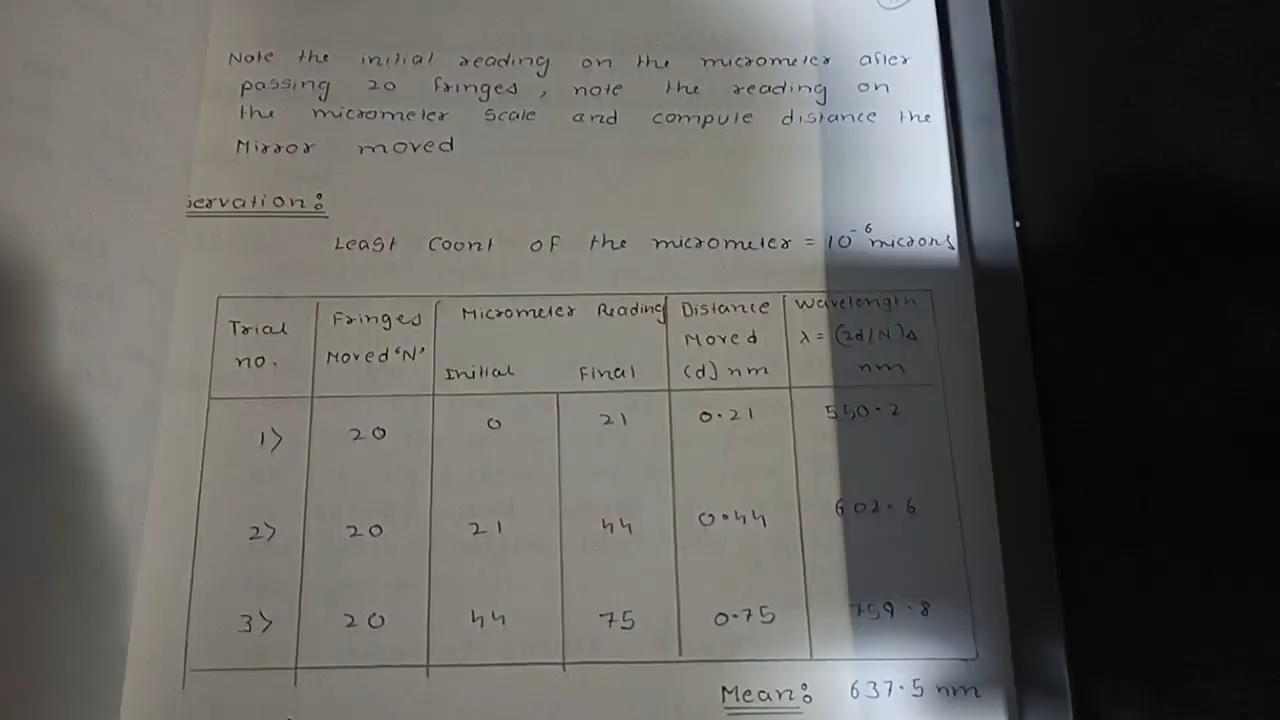 Note the initial reading on the micrometer after
passing 20 fringes, note the reading on
the micrometer scale and compute distance the
Mirror moved
servation:
Least Count of the micrometer = 10⁻⁶ microns
Trial no. Fringes Moved 'N' Micrometer Reading Initial Final Distance Moved (d) nm Wavelength λ = (2d/N)Δ nm
1> 20 0 21 0.21 550.2
2> 20 21 44 0.44 602.6
3> 20 44 75 0.75 759.8
Mean: 637.5 nm